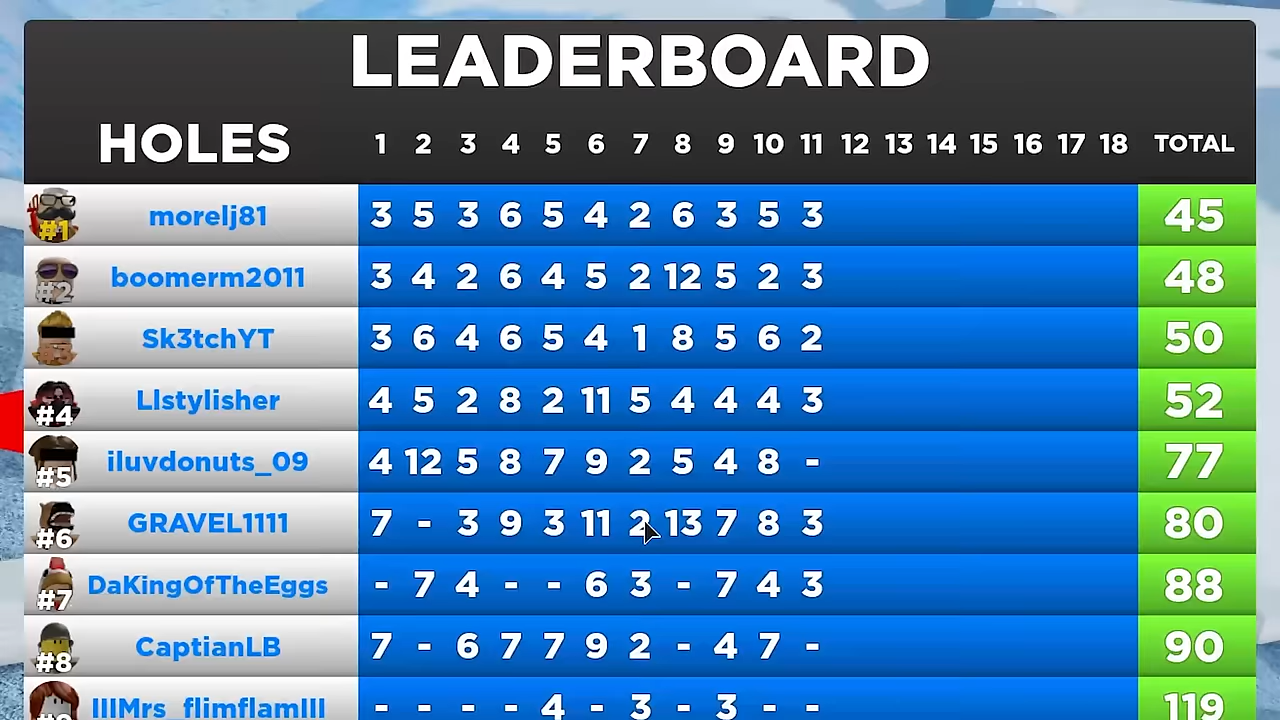 LEADERBOARD
HOLES 1 2 3 4 5 6 7 8 9 10 11 12 13 14 15 16 17 18 TOTAL
#1 morelj81 3 5 3 6 5 4 2 6 3 5 3 45
#2 boomerm2011 3 4 2 6 4 5 2 12 5 2 3 48
Sk3tchYT 3 6 4 6 5 4 1 8 5 6 2 50
#4 Llstylisher 4 5 2 8 2 11 5 4 4 4 3 52
#5 iluvdonuts_09 4 12 5 8 7 9 2 5 4 8 - 77
#6 GRAVEL1111 7 - 3 9 3 11 2 13 7 8 3 80
#7 DaKingOfTheEggs - 7 4 - - 6 3 - 7 4 3 88
#8 CaptianLB 7 - 6 7 7 9 2 - 4 7 - 90
#9 IIIMrs_flimflamIII - - - - 4 - 3 - 3 - - 119